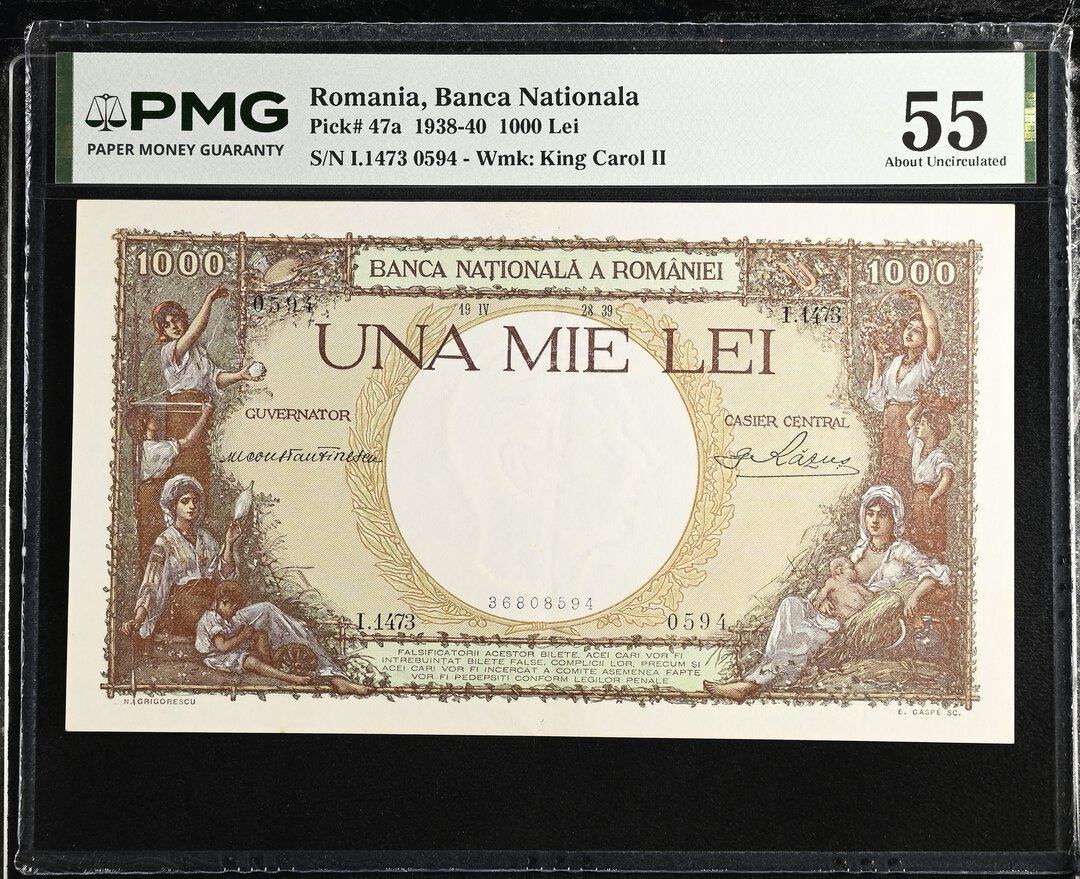 PMG
PAPER MONEY GUARANTY
Romania, Banca Nationala
Pick# 47a 1938-40 1000 Lei
S/N I.1473 0594 - Wmk: King Carol II
55
About Uncirculated
1000
BANCA NAȚIONALĂ A ROMÂNIEI
1000
0594
19 IV 28 39
I.1473
UNA MIE LEI
GUVERNATOR
CASIER CENTRAL
M Constantinescu
G Răzuș
36808594
I.1473
0594
FALSIFICATORII ACESTOR BILETE, ACEI CARI VOR FI
INTREBUINȚAT BILETE FALSE, COMPLICII LOR, PRECUM ȘI
ACEI CARI VOR FI INCERCAT A COMITE ASEMENEA FAPTE
VOR FI PEDEPSIȚI CONFORM LEGILOR PENALE
N. GRIGORESCU
E. GASPÉ SC.